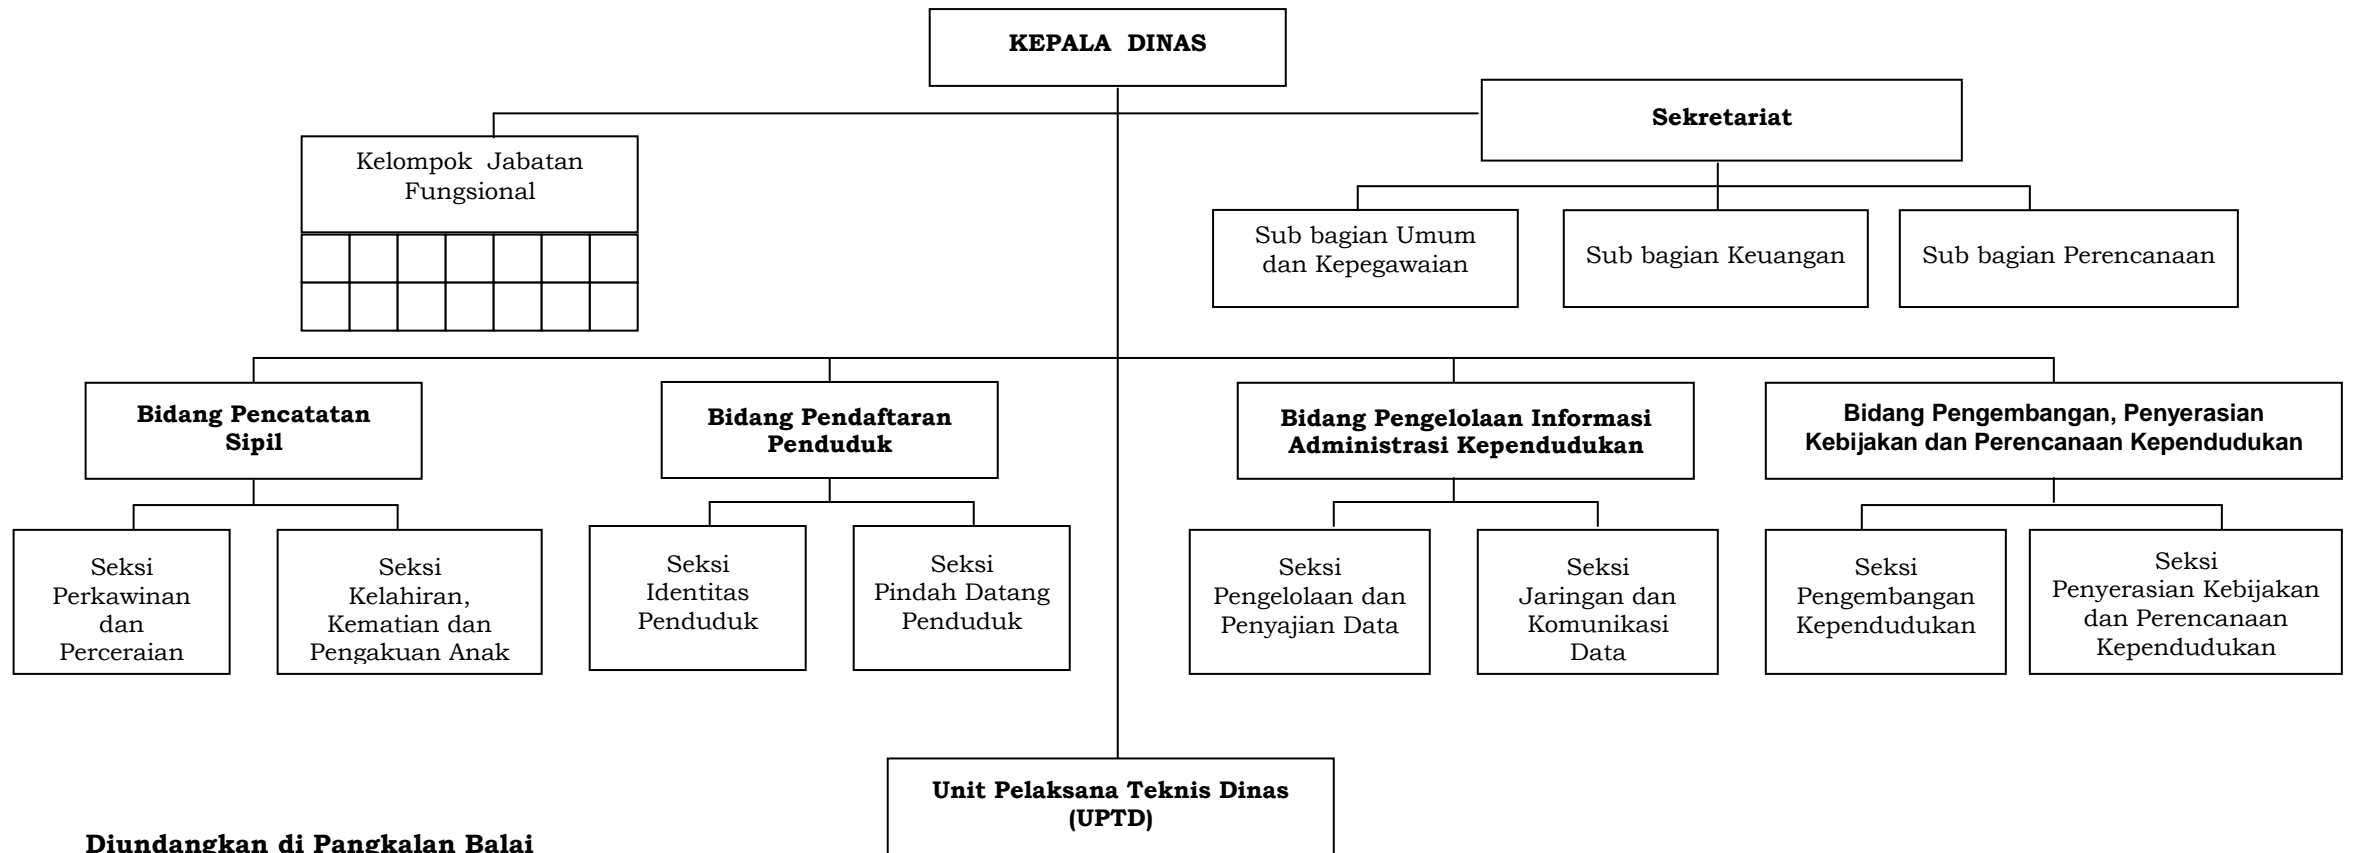 KEPALA DINAS
Sekretariat
Kelompok Jabatan
Fungsional
Sub bagian Umum
dan Kepegawaian
Sub bagian Keuangan
Sub bagian Perencanaan
Bidang Pencatatan
Sipil
Bidang Pendaftaran
Penduduk
Bidang Pengelolaan Informasi
Administrasi Kependudukan
Bidang Pengembangan, Penyerasian
Kebijakan dan Perencanaan Kependudukan
Seksi
Perkawinan
dan
Perceraian
Seksi
Kelahiran,
Kematian dan
Pengakuan Anak
Seksi
Identitas
Penduduk
Seksi
Pindah Datang
Penduduk
Seksi
Pengelolaan dan
Penyajian Data
Seksi
Jaringan dan
Komunikasi
Data
Seksi
Pengembangan
Kependudukan
Seksi
Penyerasian Kebijakan
dan Perencanaan
Kependudukan
Unit Pelaksana Teknis Dinas
(UPTD)
Diundangkan di Pangkalan Balai